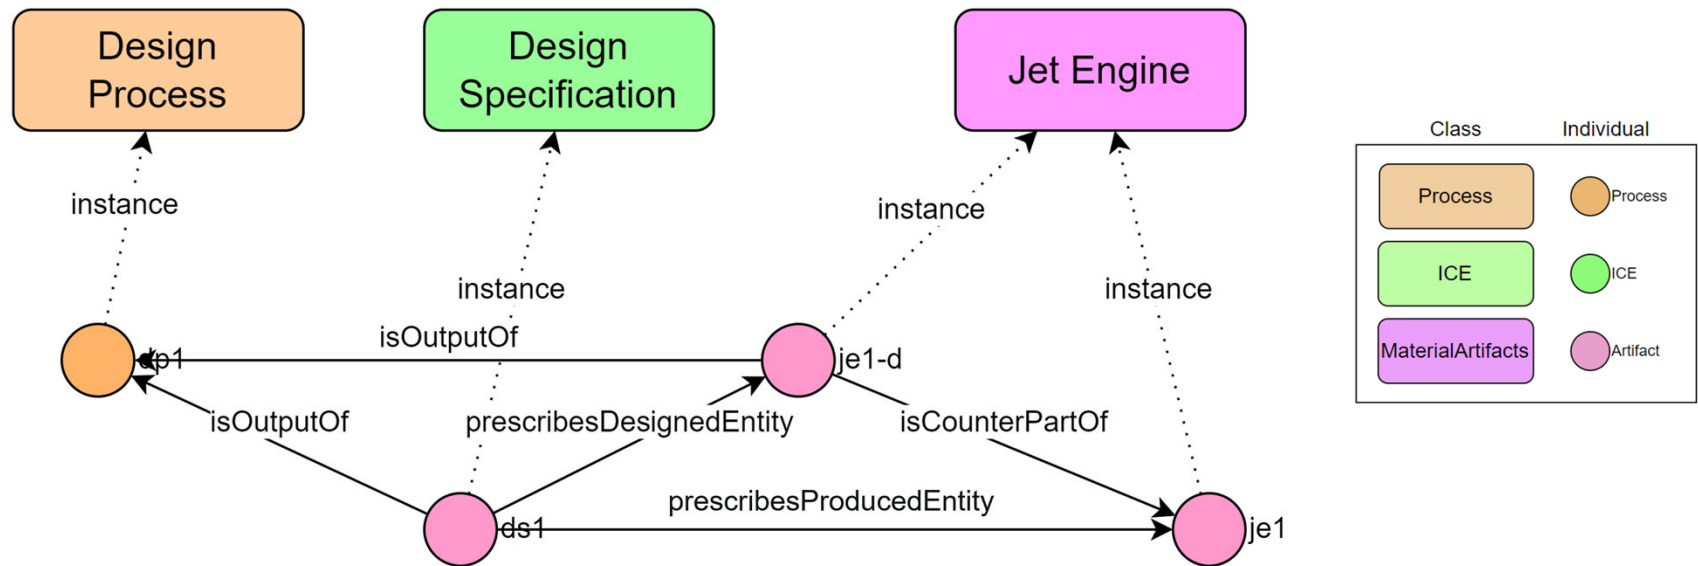 Design
Process
Design
Specification
Jet Engine
Class
Individual
Process
Process
ICE
ICE
MaterialArtifacts
Artifact
instance
instance
instance
instance
isOutputOf
dp1
je1-d
isOutputOf
prescribesDesignedEntity
isCounterPartOf
prescribesProducedEntity
ds1
je1